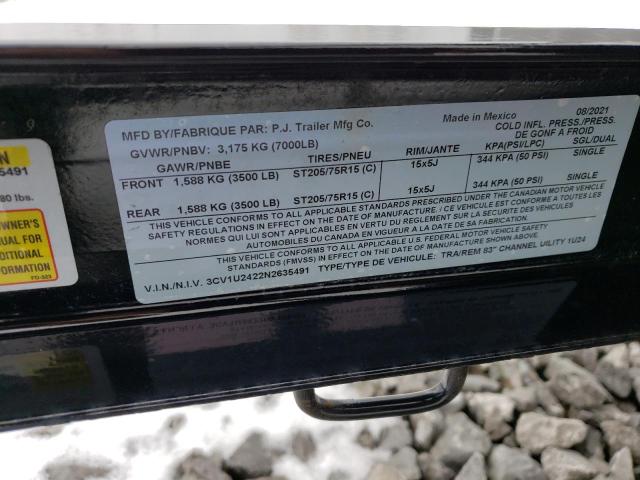 MFD BY/FABRIQUE PAR: P.J. Trailer Mfg Co. Made in Mexico 08/2021
GVWR/PNBV: 3,175 KG (7000LB) COLD INFL. PRESS./PRESS. DE GONF A FROID
GAWR/PNBE TIRES/PNEU RIM/JANTE KPA(PSI/LPC) SGL/DUAL
FRONT 1,588 KG (3500 LB) ST205/75R15 (C) 15x5J 344 KPA (50 PSI) SINGLE
REAR 1,588 KG (3500 LB) ST205/75R15 (C) 15x5J 344 KPA (50 PSI) SINGLE
THIS VEHICLE CONFORMS TO ALL APPLICABLE STANDARDS PRESCRIBED UNDER THE CANADIAN MOTOR VEHICLE
SAFETY REGULATIONS IN EFFECT ON THE DATE OF MANUFACTURE. / CE VEHICULE EST CONFORME A TOUTES LES
NORMES QUI LUI SONT APPLICABLES EN VERTU DU REGLEMENT SUR LA SECURITE DES VEHICULES
AUTOMOBILES DU CANADA EN VIGUEUR A LA DATE DE SA FABRICATION.
THIS VEHICLE CONFORMS TO ALL APPLICABLE U.S. FEDERAL MOTOR VEHICLE SAFETY
STANDARDS (FMVSS) IN EFFECT ON THE DATE OF MANUFACTURE SHOWN ABOVE.
V.I.N./N.I.V. 3CV1U2422N2635491 TYPE/TYPE DE VEHICULE: TRA/REM 83" CHANNEL UILITY 1U24
N
5491
80 lbs.
OWNER'S
UAL FOR
DITIONAL
FORMATION